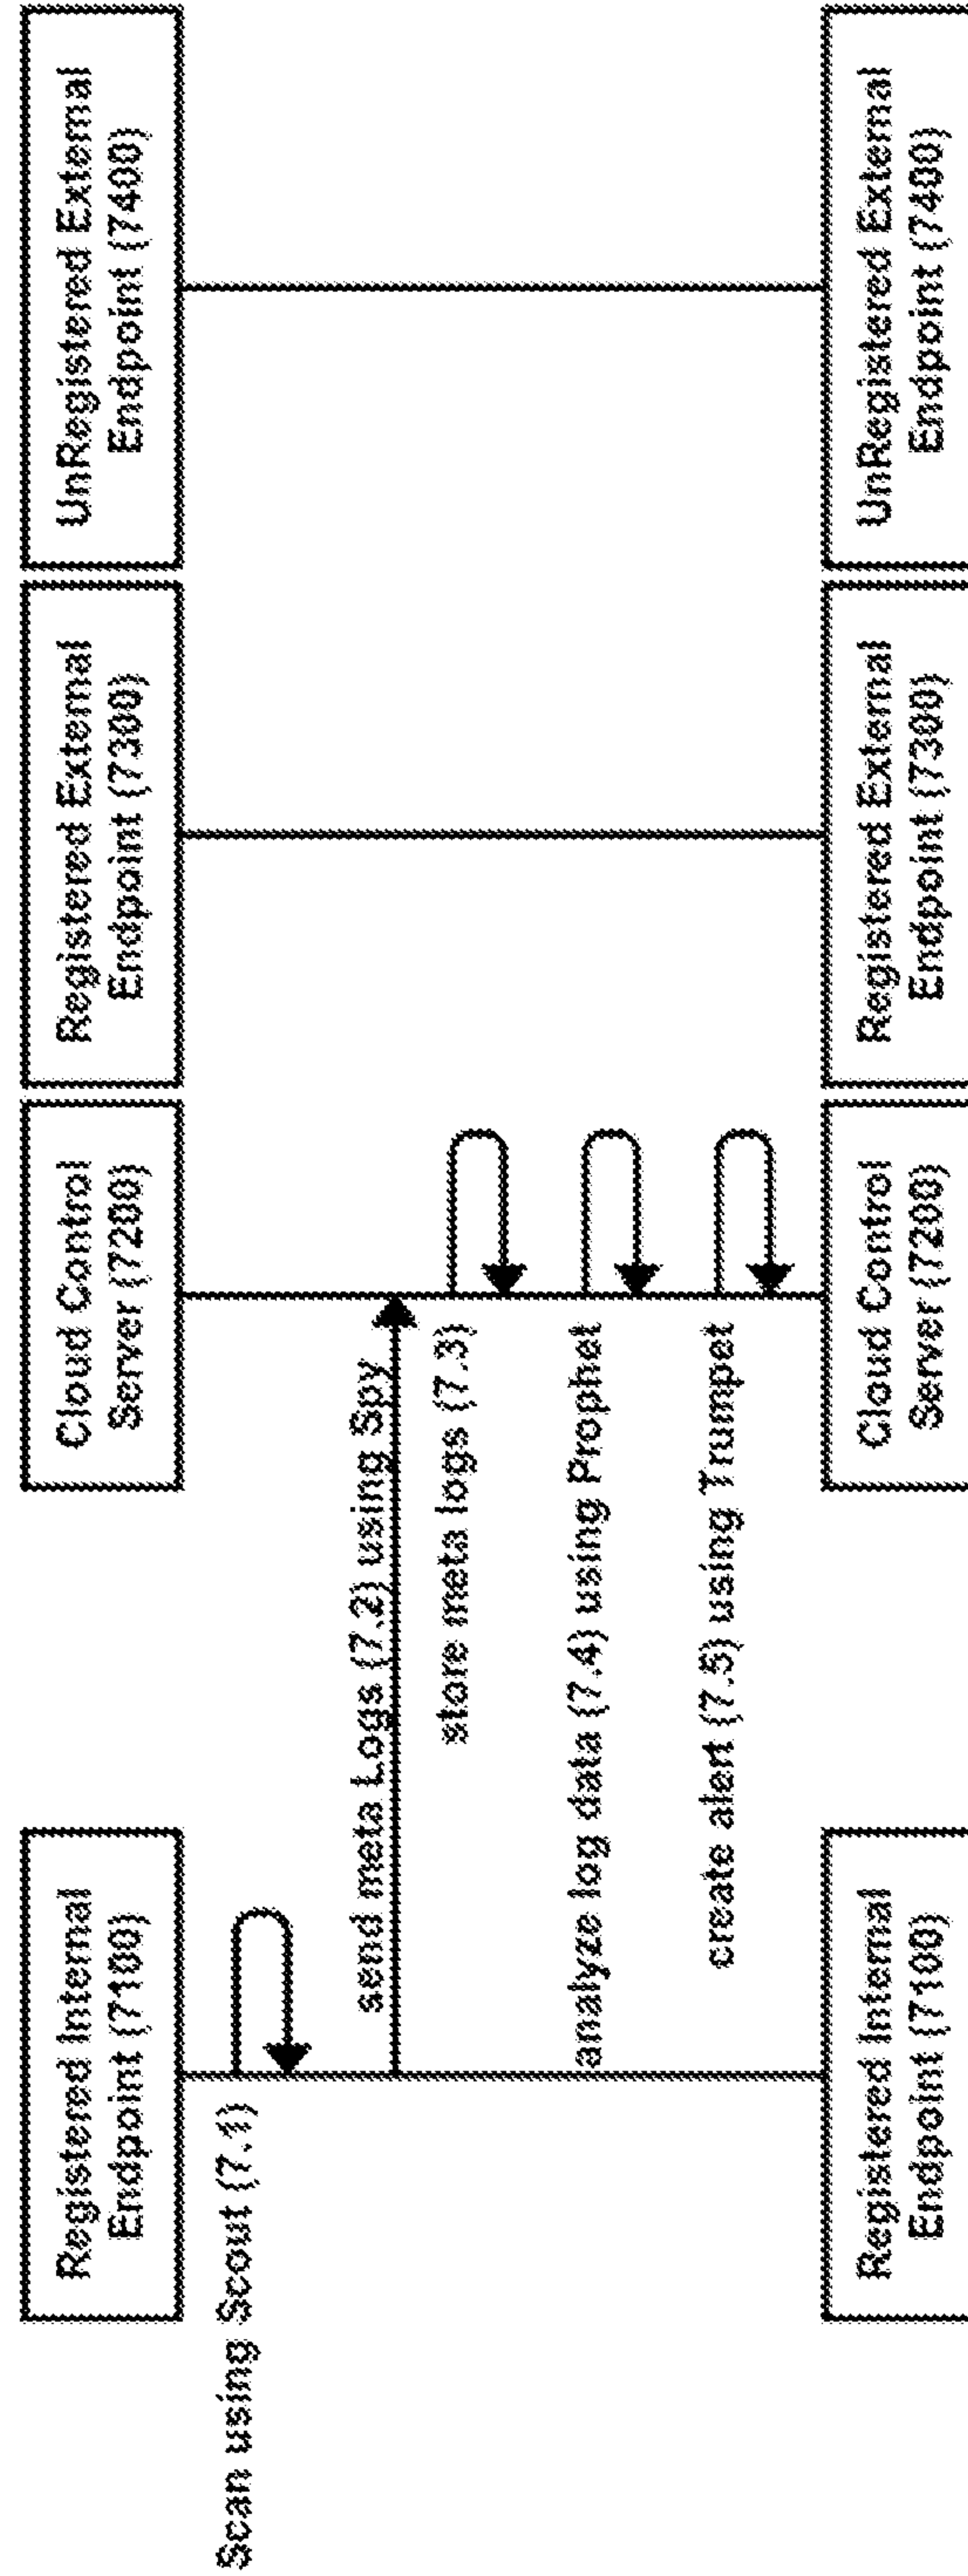 Registered Internal
Endpoint (7100)
Cloud Control
Server (7200)
Registered External
Endpoint (7300)
UnRegistered External
Endpoint (7400)
Scan using Scout (7.1)
send meta Logs (7.2) using Spy
store meta logs (7.3)
analyze log data (7.4) using Prophet
create alert (7.5) using Trumpet
Registered Internal
Endpoint (7100)
Cloud Control
Server (7200)
Registered External
Endpoint (7300)
UnRegistered External
Endpoint (7400)